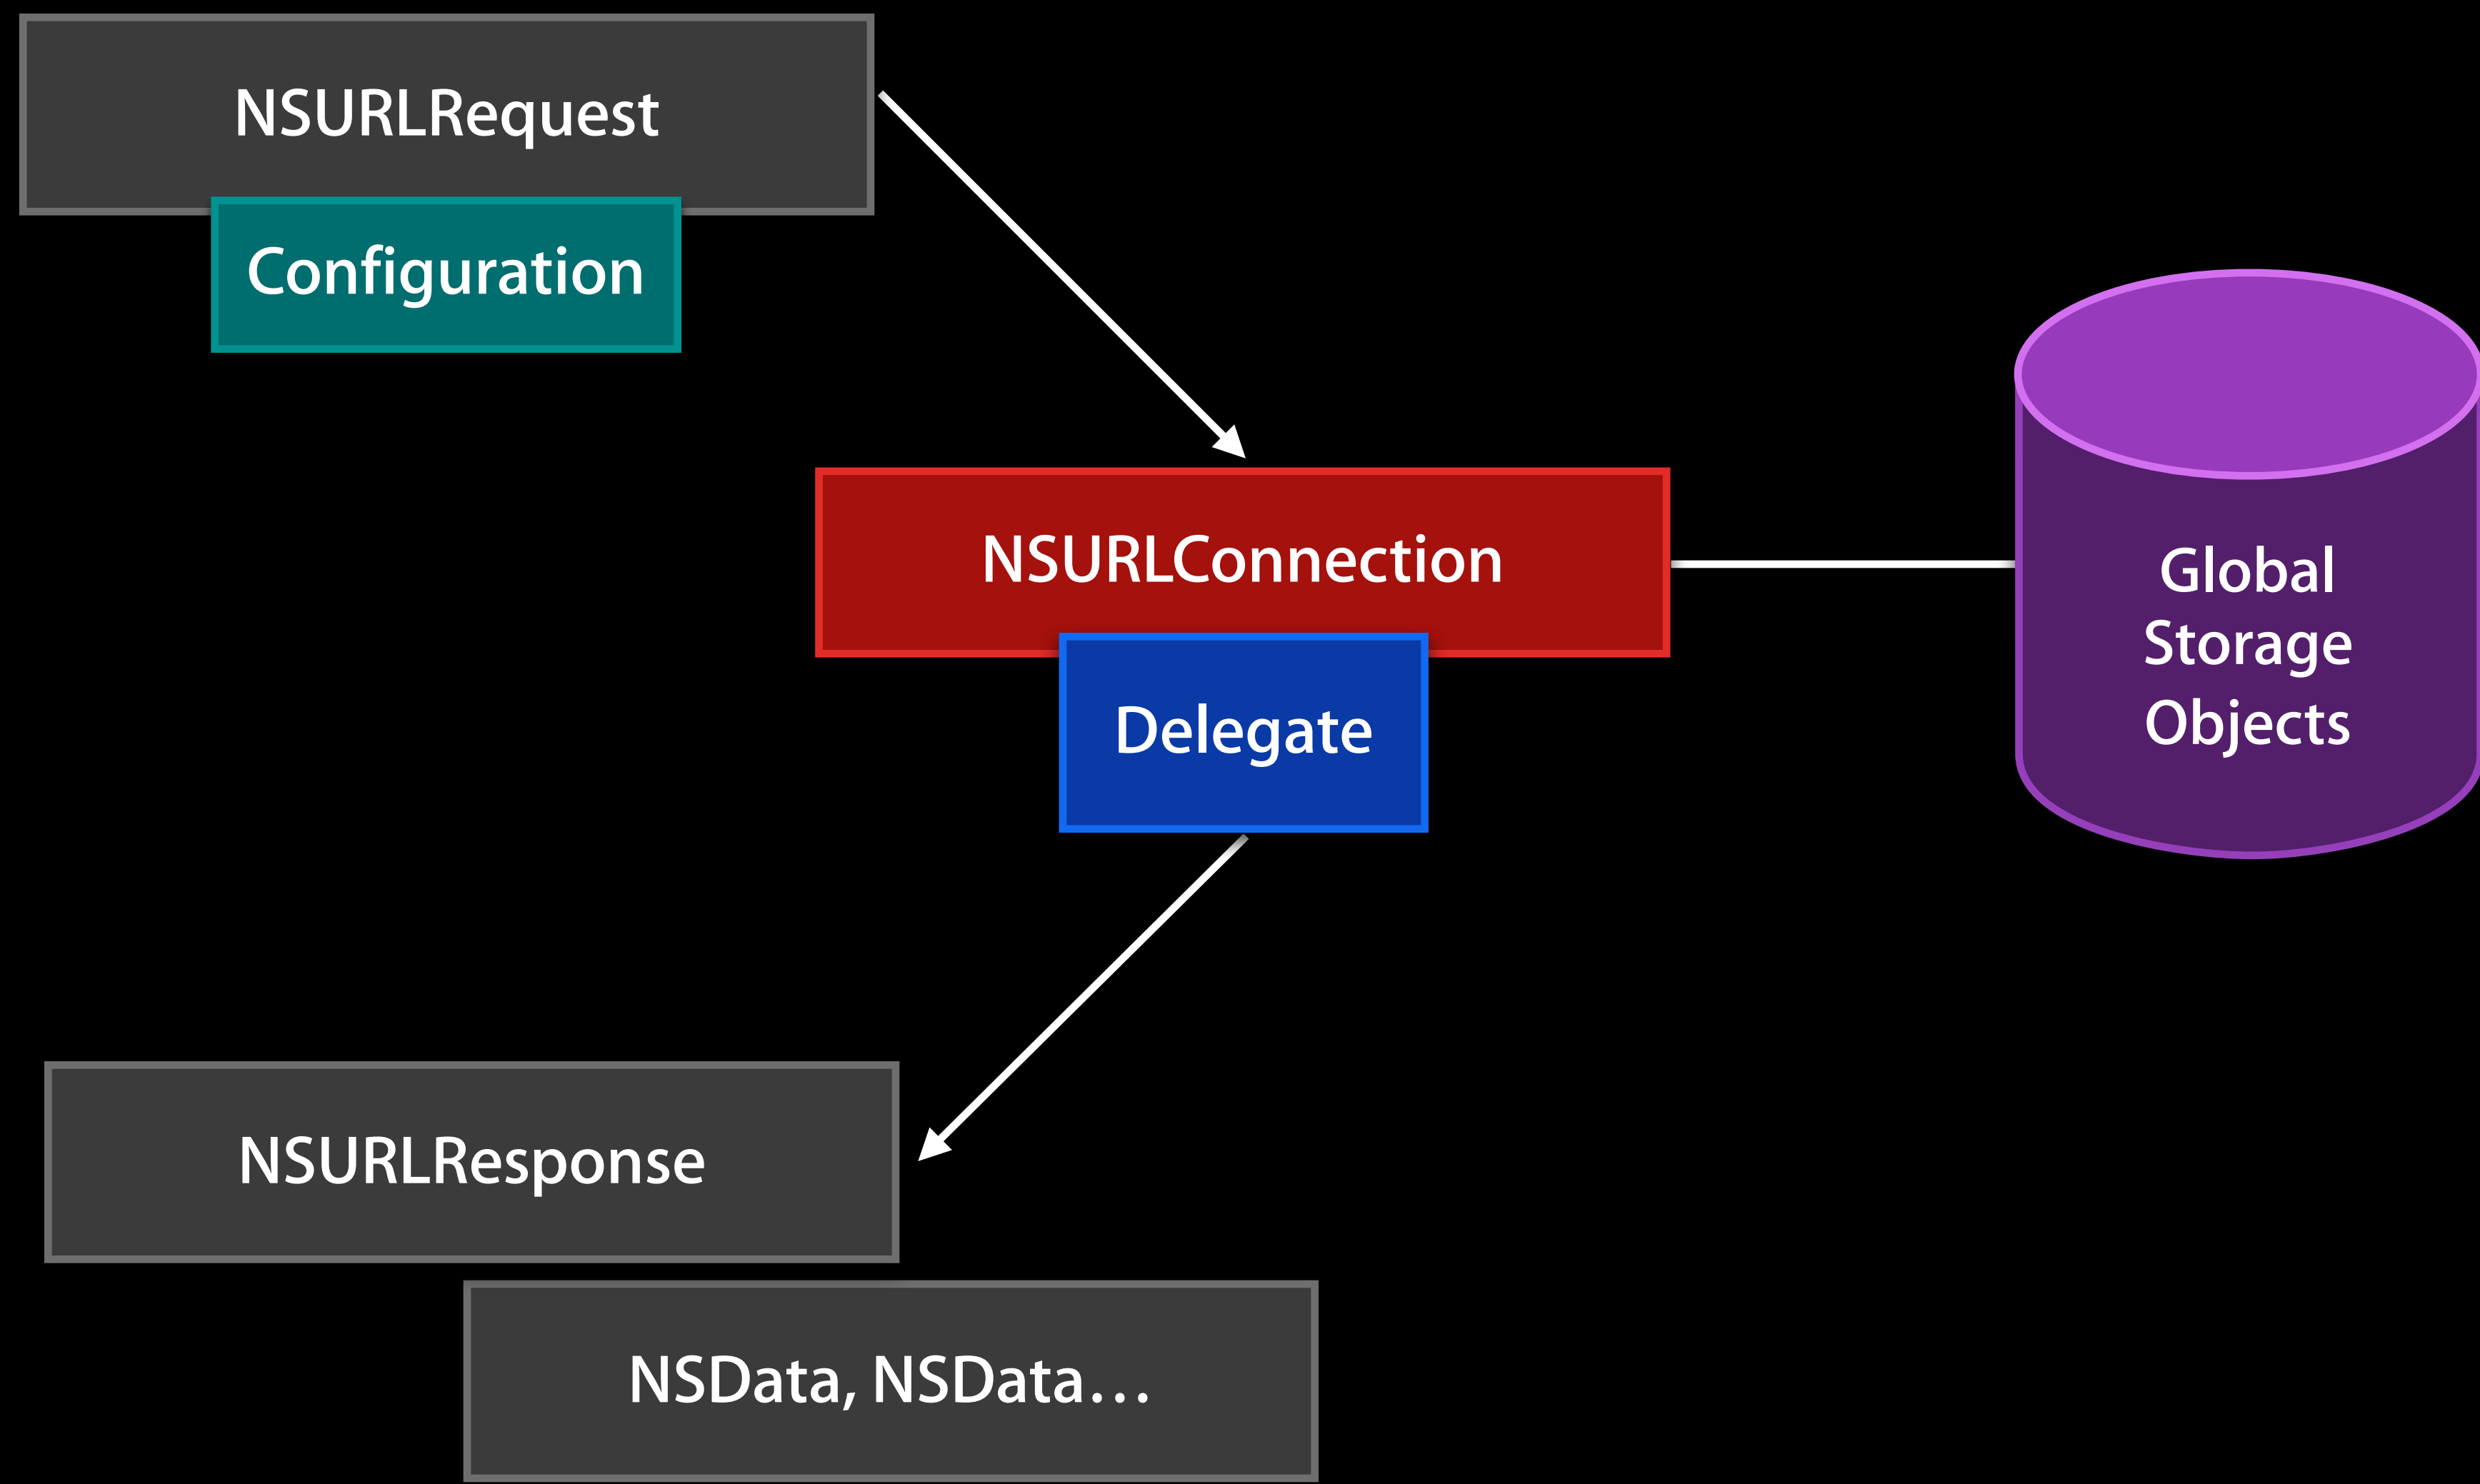 NSURLRequest
Configuration
NSURLConnection
Global
Storage
Objects
Delegate
NSURLResponse
NSData, NSData…